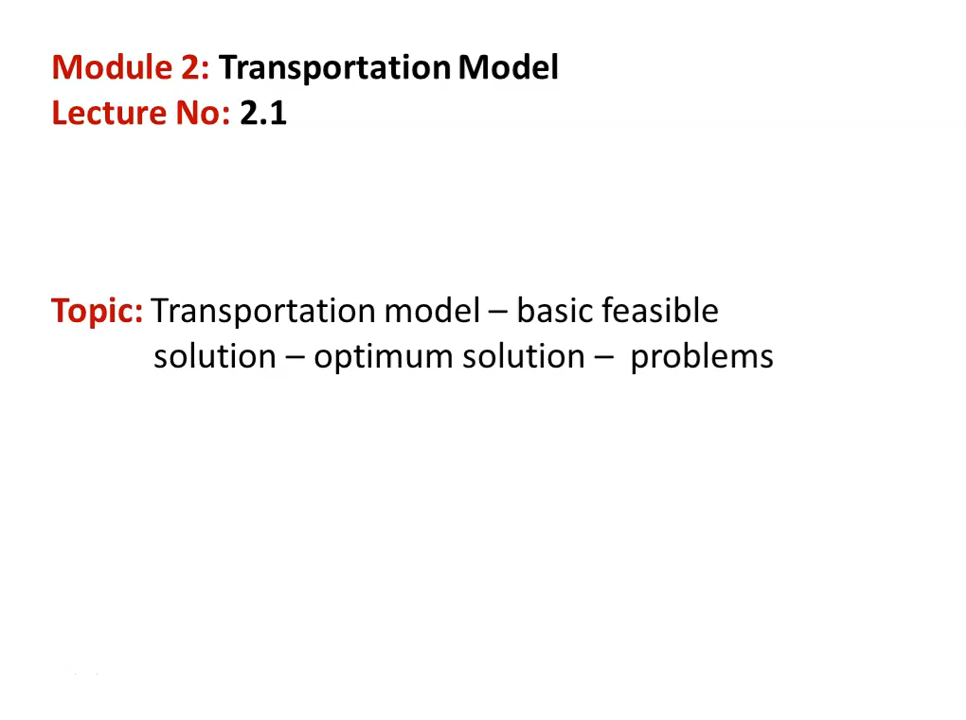 Module 2: Transportation Model
Lecture No: 2.1
Topic: Transportation model – basic feasible
solution – optimum solution – problems